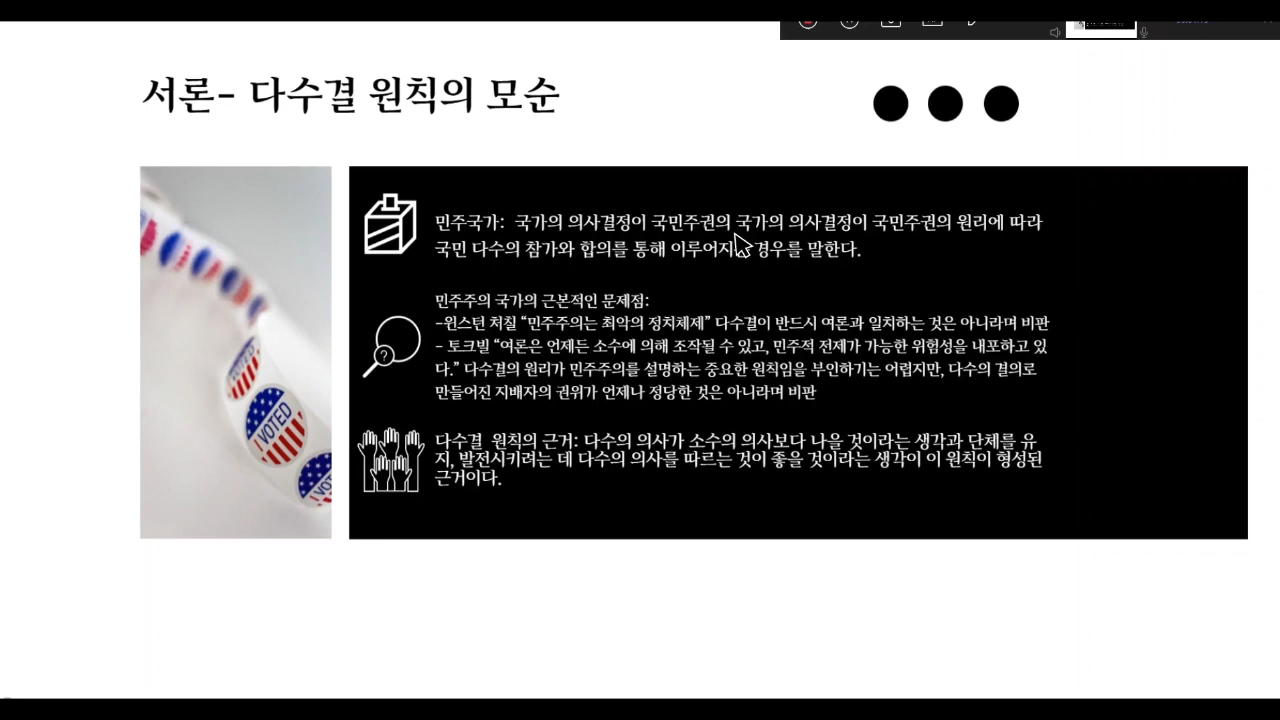 서론- 다수결 원칙의 모순
민주국가: 국가의 의사결정이 국민주권의 국가의 의사결정이 국민주권의 원리에 따라
국민 다수의 참가와 합의를 통해 이루어지 경우를 말한다.
민주주의 국가의 근본적인 문제점:
-윈스턴 처칠 “민주주의는 최악의 정치체제” 다수결이 반드시 여론과 일치하는 것은 아니라며 비판
- 토크빌 “여론은 언제든 소수에 의해 조작될 수 있고, 민주적 전제가 가능한 위험성을 내포하고 있
다.” 다수결의 원리가 민주주의를 설명하는 중요한 원칙임을 부인하기는 어렵지만, 다수의 결의로
만들어진 지배자의 권위가 언제나 정당한 것은 아니라며 비판
다수결 원칙의 근거: 다수의 의사가 소수의 의사보다 나을 것이라는 생각과 단체를 유
지, 발전시키려는 데 다수의 의사를 따르는 것이 좋을 것이라는 생각이 이 원칙이 형성된
근거이다.
VOTED
I VOTED
VOT
?